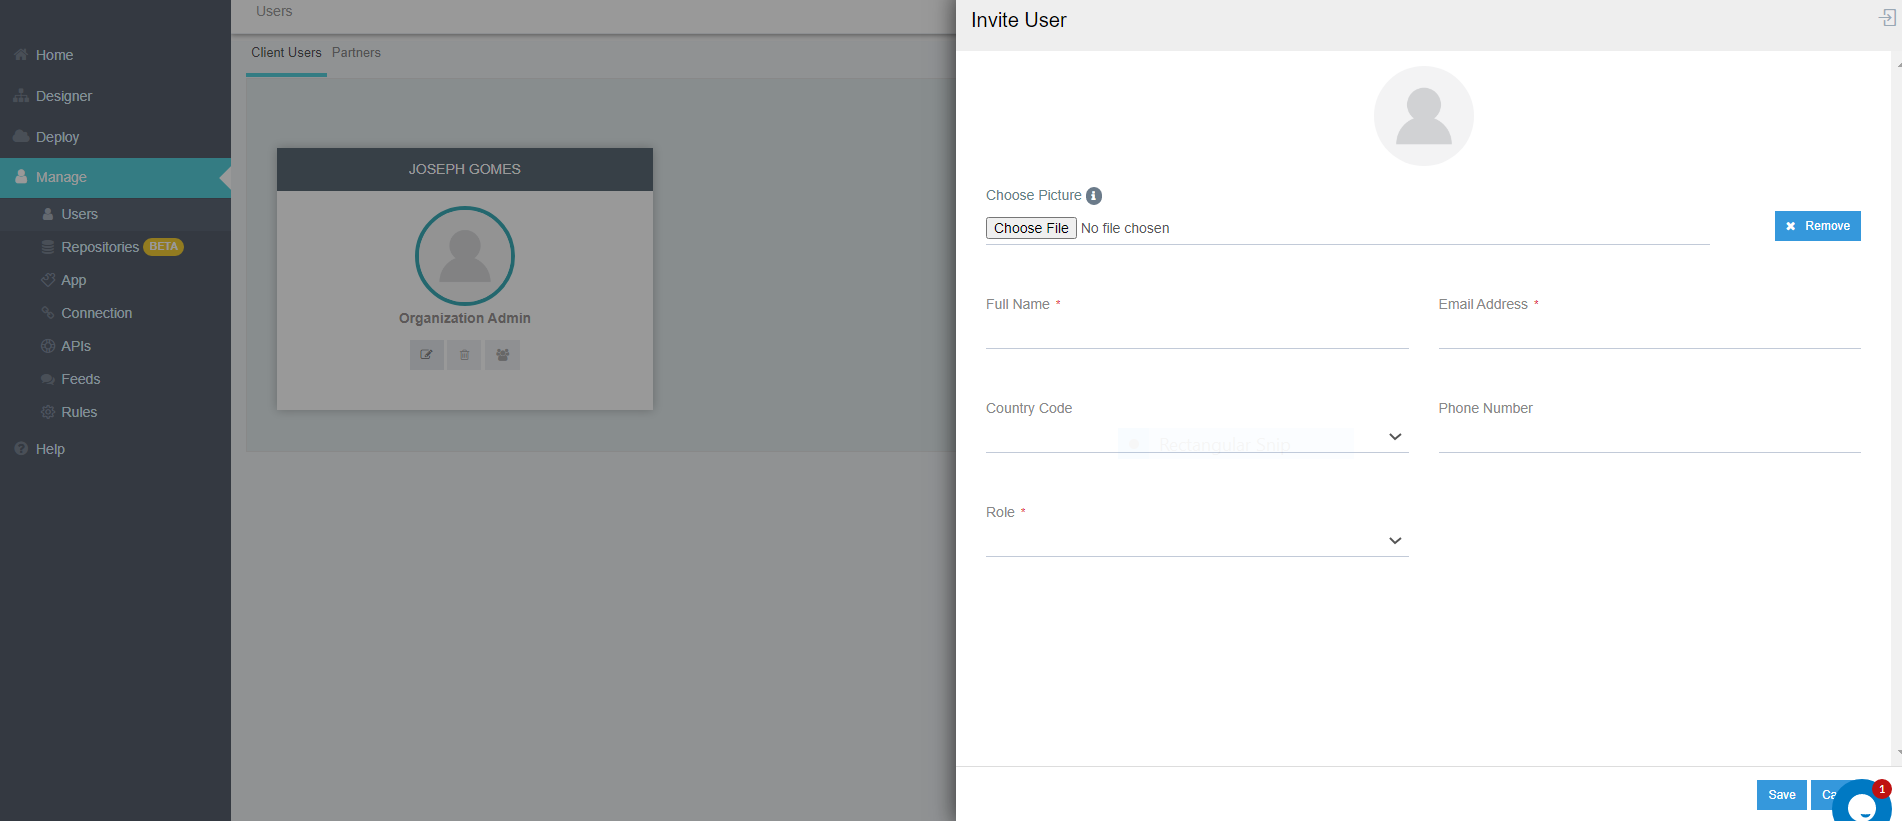 Users
Invite User
Home
Designer
Deploy
Manage
Users
Repositories BETA
App
Connection
APIs
Feeds
Rules
Help
Client Users Partners
JOSEPH GOMES
Organization Admin
Choose Picture
Choose File No file chosen
Remove
Full Name *
Email Address *
Country Code
Phone Number
Rectangular Snip
Role *
Save
Ca
1